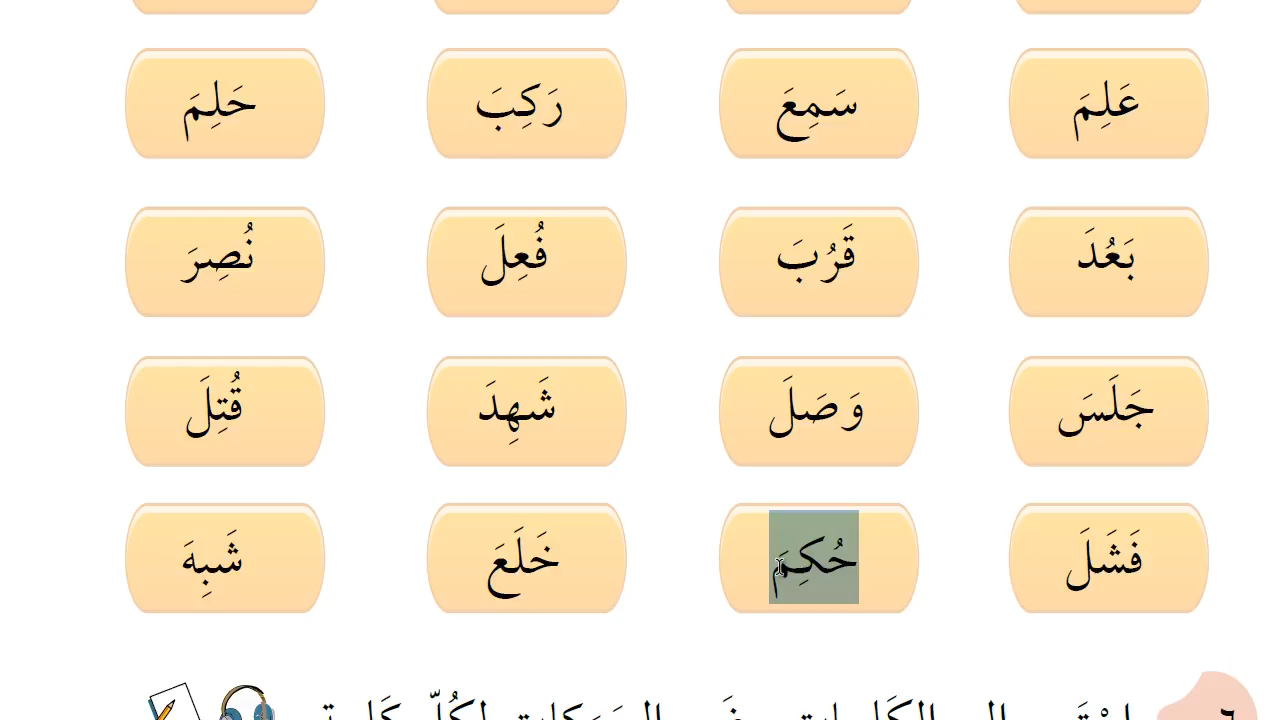 عَلِمَ سَمِعَ رَكِبَ حَلِمَ
بَعُدَ قَرُبَ فُعِلَ نُصِرَ
جَلَسَ وَصَلَ شَهِدَ قُتِلَ
فَشَلَ حُكِمَ خَلَعَ شَبِهَ